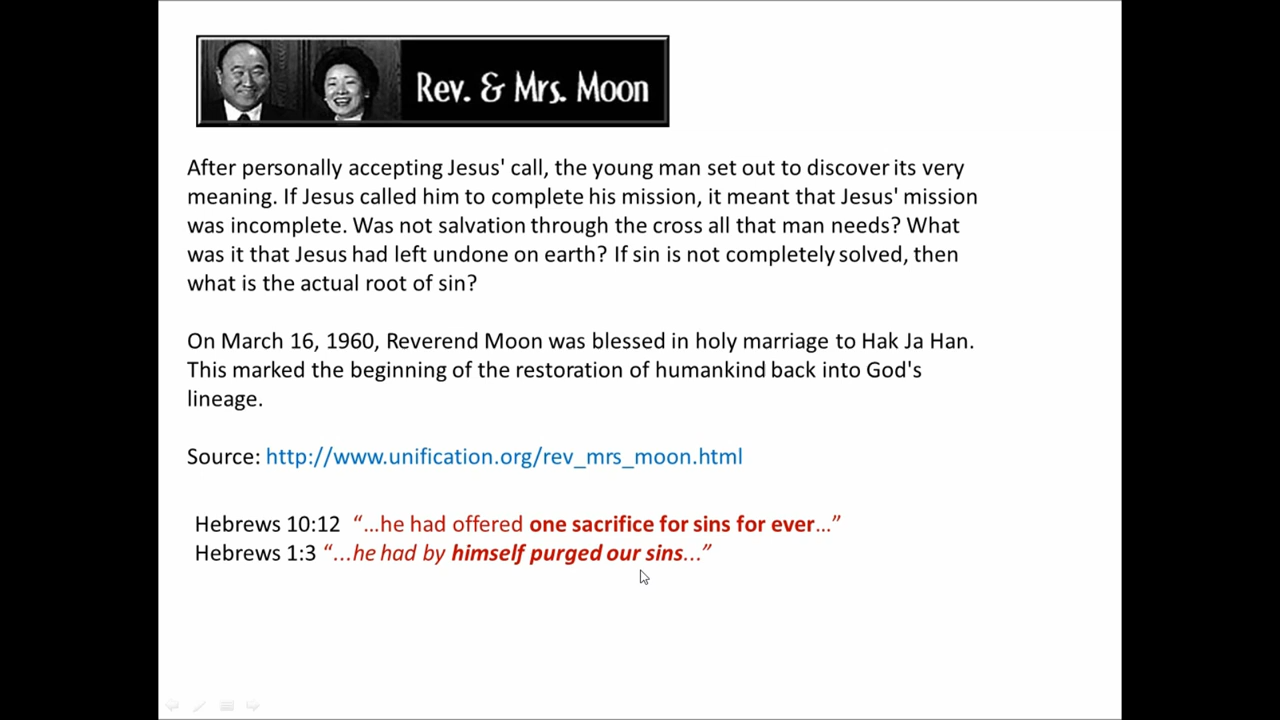 Rev. & Mrs. Moon
After personally accepting Jesus' call, the young man set out to discover its very
meaning. If Jesus called him to complete his mission, it meant that Jesus' mission
was incomplete. Was not salvation through the cross all that man needs? What
was it that Jesus had left undone on earth? If sin is not completely solved, then
what is the actual root of sin?
On March 16, 1960, Reverend Moon was blessed in holy marriage to Hak Ja Han.
This marked the beginning of the restoration of humankind back into God's
lineage.
Source: http://www.unification.org/rev_mrs_moon.html
Hebrews 10:12 “...he had offered one sacrifice for sins for ever...”
Hebrews 1:3 “...he had by himself purged our sins...”